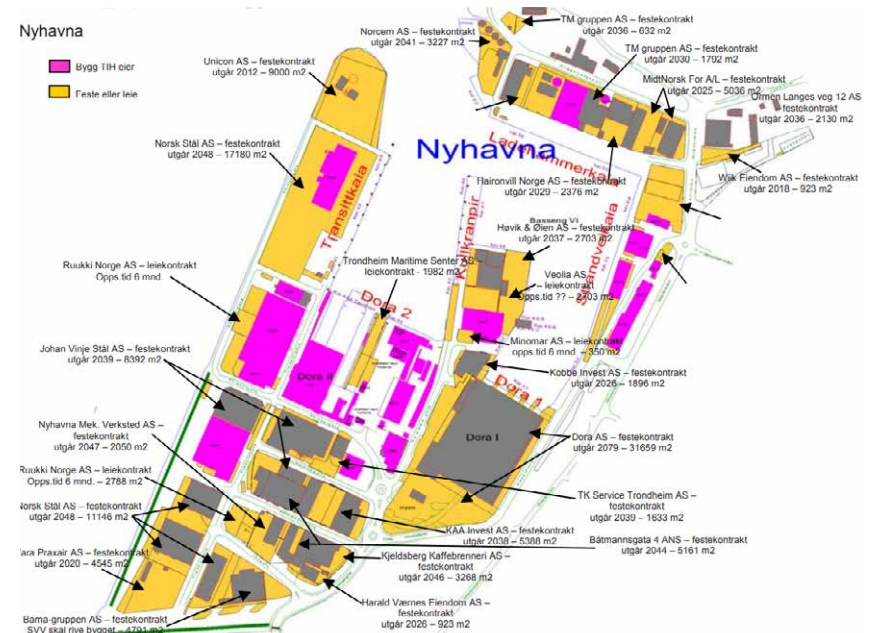 Nyhavna
Bygg TIH eier
Feste eller leie
Norcem AS – festekontrakt
utgår 2041 – 3227 m2
TM gruppen AS – festekontrakt
utgår 2036 – 632 m2
TM gruppen AS – festekontrakt
utgår 2030 – 1792 m2
Unicon AS – festekontrakt
utgår 2012 – 9000 m2
MidtNorsk For A/L – festekontrakt
utgår 2025 – 5036 m2
Ormen Langes veg 12 AS
festekontrakt
utgår 2036 – 2130 m2
Norsk Stål AS – festekontrakt
utgår 2048 – 17180 m2
Nyhavna
Ladehammerkaia
Wiik Eiendom AS – festekontrakt
utgår 2018 – 923 m2
Haironvill Norge AS – festekontrakt
utgår 2029 – 2376 m2
Transittkaia
Basseng VI
Høvik & Øien AS – festekontrakt
utgår 2037 – 2703 m2
Kullkranpir
Strandveikaia
Trondheim Maritime Senter AS –
leiekontrakt - 1982 m2
Ruukki Norge AS – leiekontrakt
Opps.tid 6 mnd.
Veolia AS
– leiekontrakt
Opps.tid ?? – 2703 m2
Dora 2
Minomar AS – leiekontrakt
opps.tid 6 mnd – 350 m2
Johan Vinje Stål AS – festekontrakt
utgår 2039 – 8392 m2
Kobbe Invest AS – festekontrakt
utgår 2026 – 1896 m2
Dora II
Dora 1
Nyhavna Mek. Verksted AS –
festekontrakt
utgår 2047 – 2050 m2
Dora I
Dora AS – festekontrakt
utgår 2079 – 31659 m2
Ruukki Norge AS – leiekontrakt
Opps.tid 6 mnd. – 2788 m2
TK Service Trondheim AS –
festekontrakt
utgår 2039 – 1633 m2
Norsk Stål AS – festekontrakt
utgår 2048 – 11146 m2
KAA Invest AS – festekontrakt
utgår 2038 – 5388 m2
Båtmannsgata 4 ANS – festekontrakt
utgår 2044 – 5161 m2
Yara Praxair AS – festekontrakt
utgår 2020 – 4545 m2
Kjeldsberg Kaffebrenneri AS –
festekontrakt
utgår 2046 – 3268 m2
Harald Værnes Eiendom AS –
festekontrakt
utgår 2026 – 923 m2
Bama-gruppen AS – festekontrakt
SVV skal rive bygget – 4791 m2